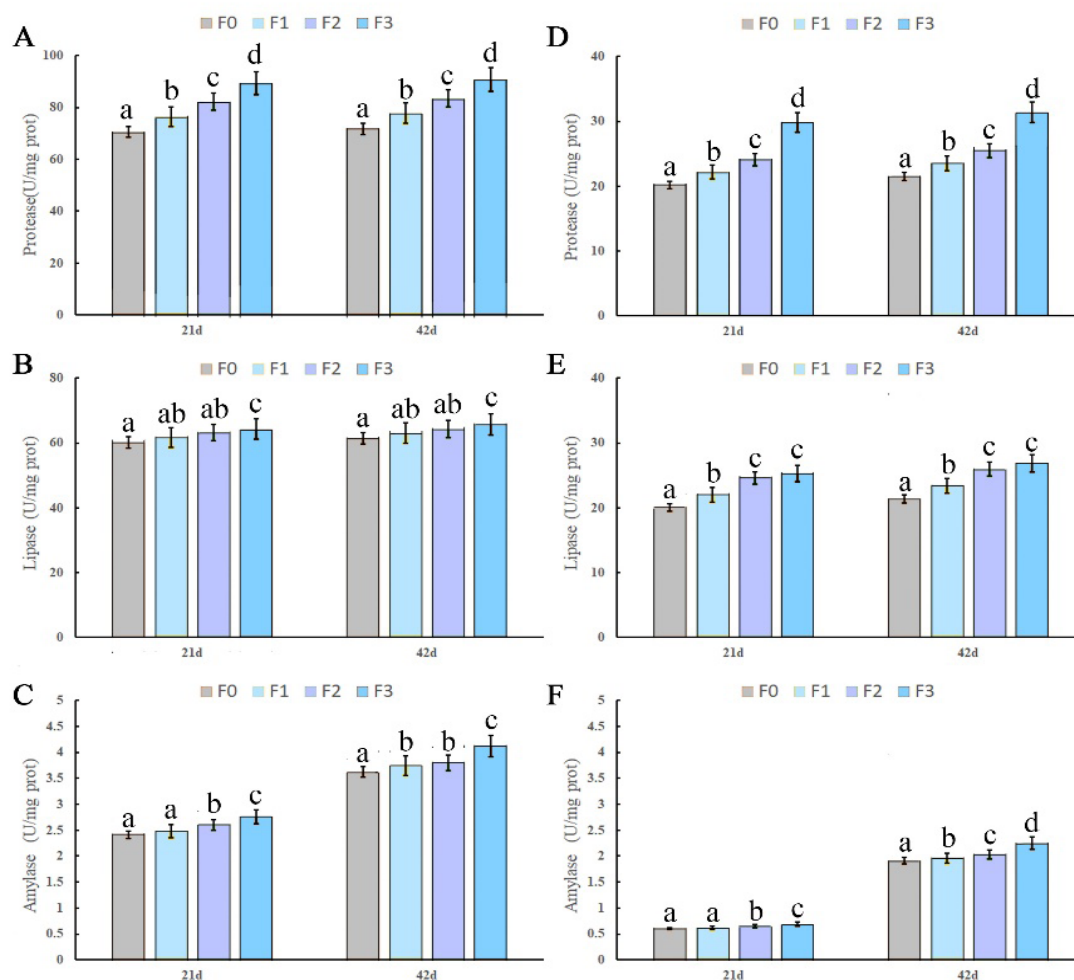 A
F0 F1 F2 F3
Protease(U/mg prot)
100
80
60
40
20
0
a b c d
a b c d
21d 42d
D
F0 F1 F2 F3
Protease (U/mg prot)
40
30
20
10
0
a b c d
a b c d
21d 42d
B
F0 F1 F2 F3
Lipase (U/mg prot)
80
60
40
20
0
a ab ab c
a ab ab c
21d 42d
E
F0 F1 F2 F3
Lipase (U/mg prot)
40
30
20
10
0
a b c c
a b c c
21d 42d
C
F0 F1 F2 F3
Amylase (U/mg prot)
5
4.5
4
3.5
3
2.5
2
1.5
1
0.5
0
a a b c
a b b c
21d 42d
F
F0 F1 F2 F3
Amylase (U/mg prot)
5
4.5
4
3.5
3
2.5
2
1.5
1
0.5
0
a a b c
a b c d
21d 42d